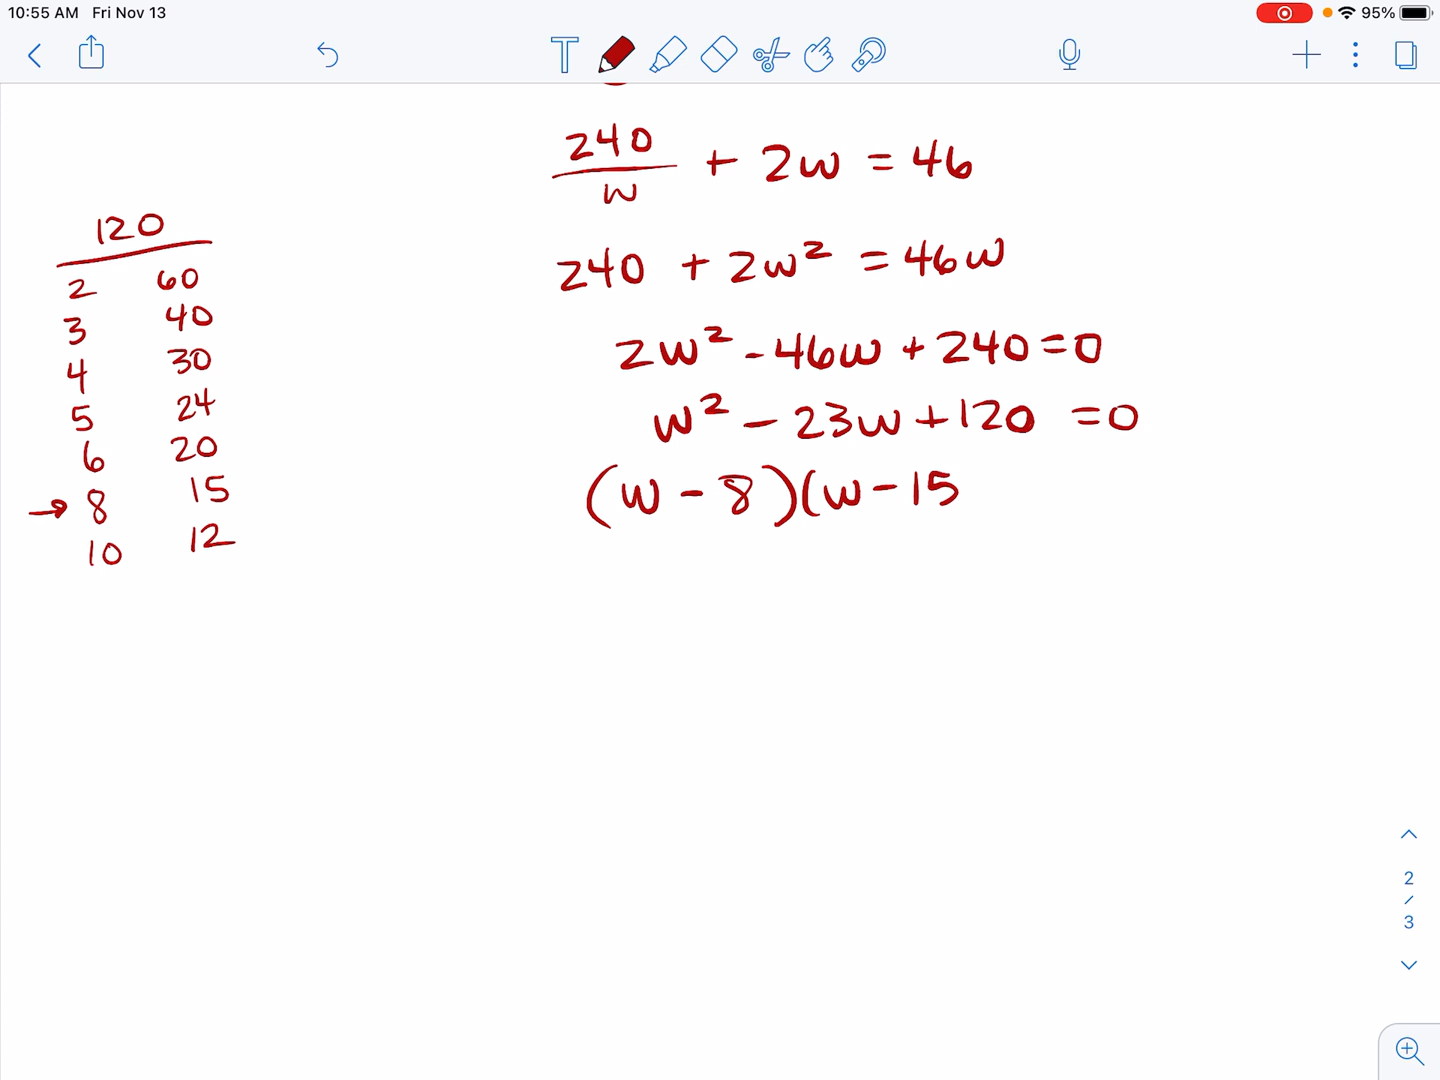 10:55 AM Fri Nov 13
95%
T
240/w + 2w = 46
240 + 2w² = 46w
2w² - 46w + 240 = 0
w² - 23w + 120 = 0
(w - 8)(w - 15
120
2 60
3 40
4 30
5 24
6 20
→ 8 15
10 12
2
/
3